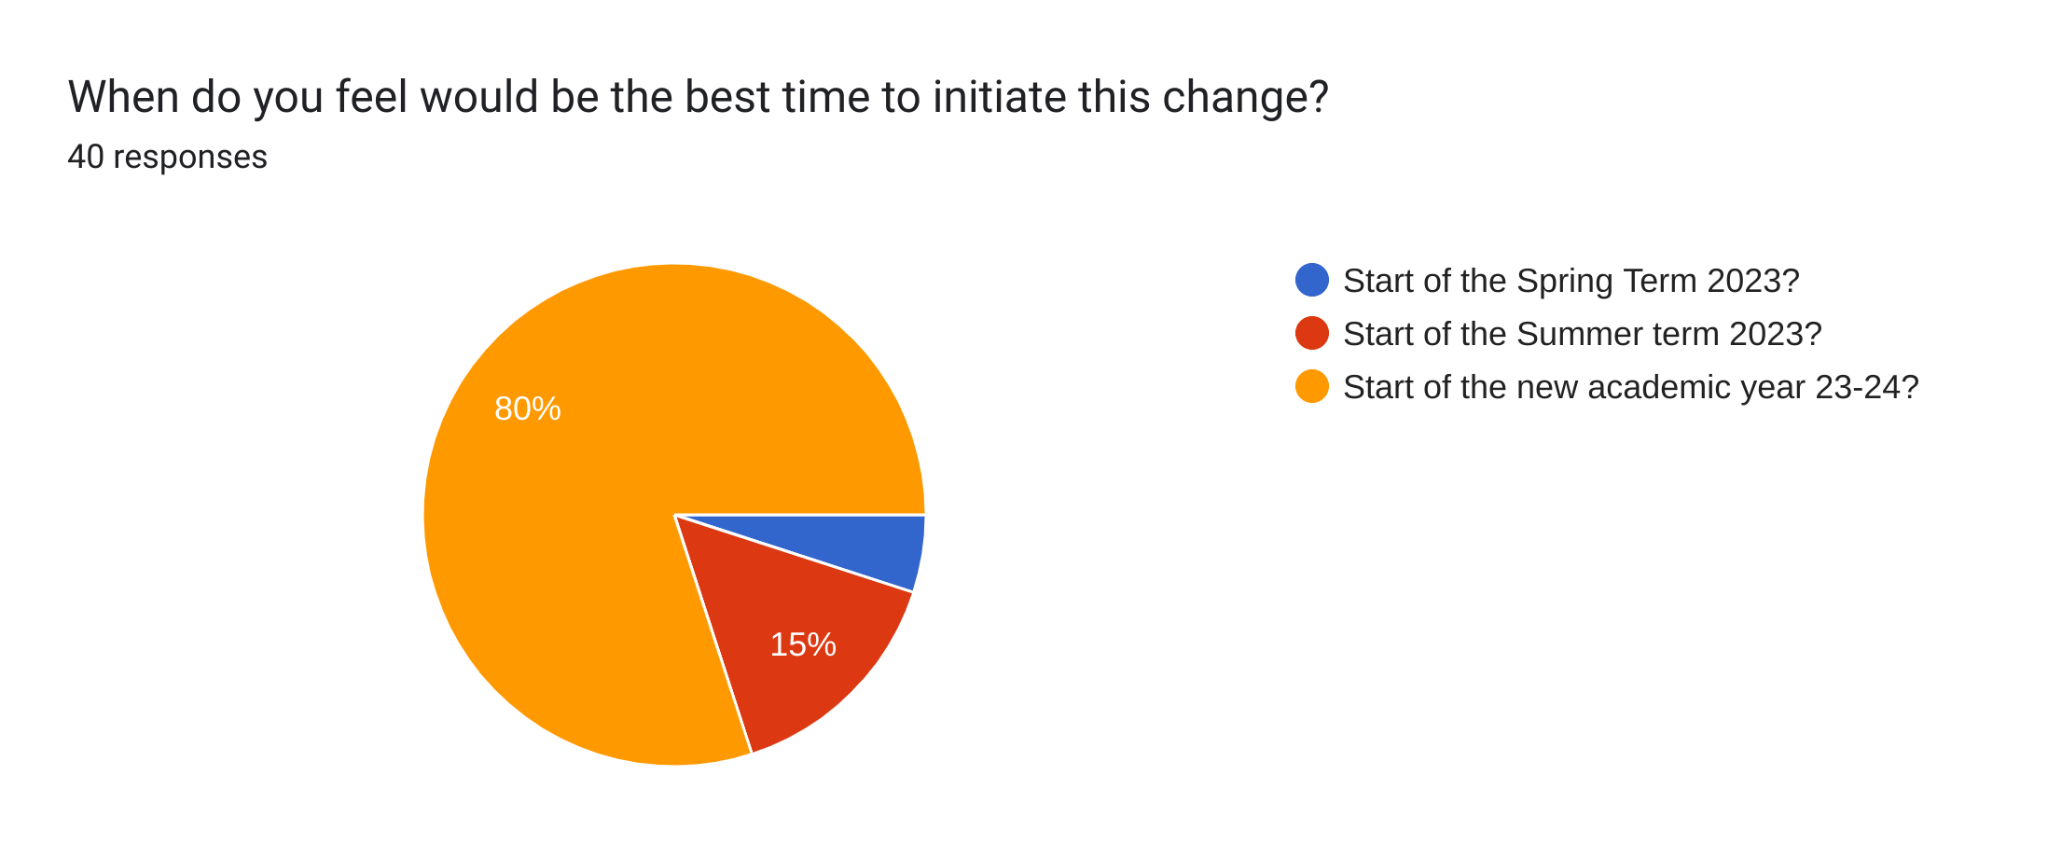 When do you feel would be the best time to initiate this change?
40 responses
Start of the Spring Term 2023?
Start of the Summer term 2023?
Start of the new academic year 23-24?
80%
15%